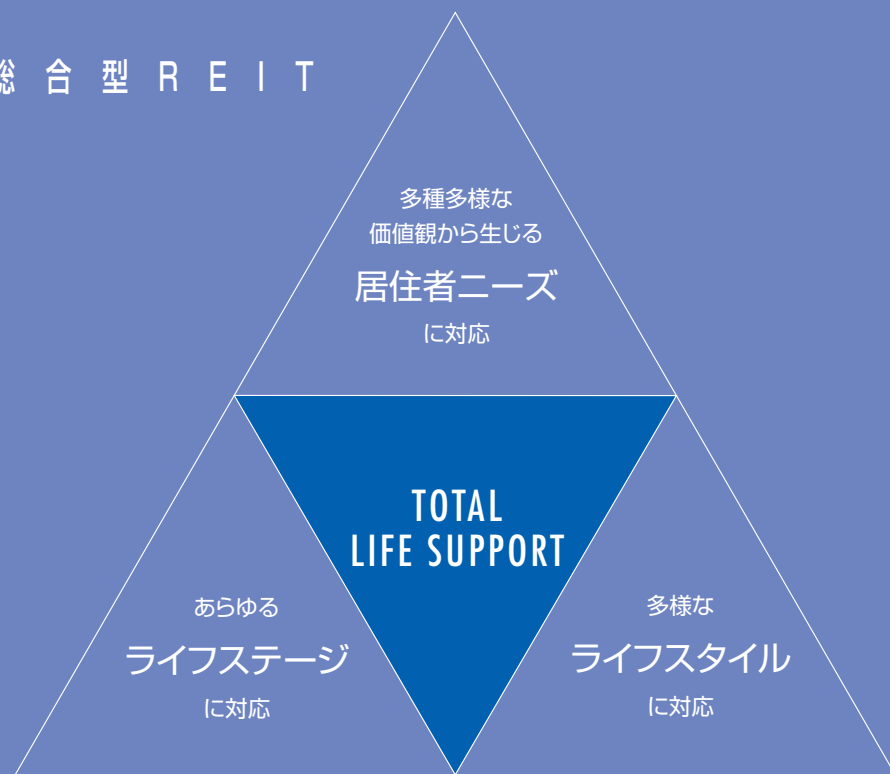 総合型REIT
多種多様な
価値観から生じる
居住者ニーズ
に対応
TOTAL
LIFE SUPPORT
あらゆる
ライフステージ
に対応
多様な
ライフスタイル
に対応